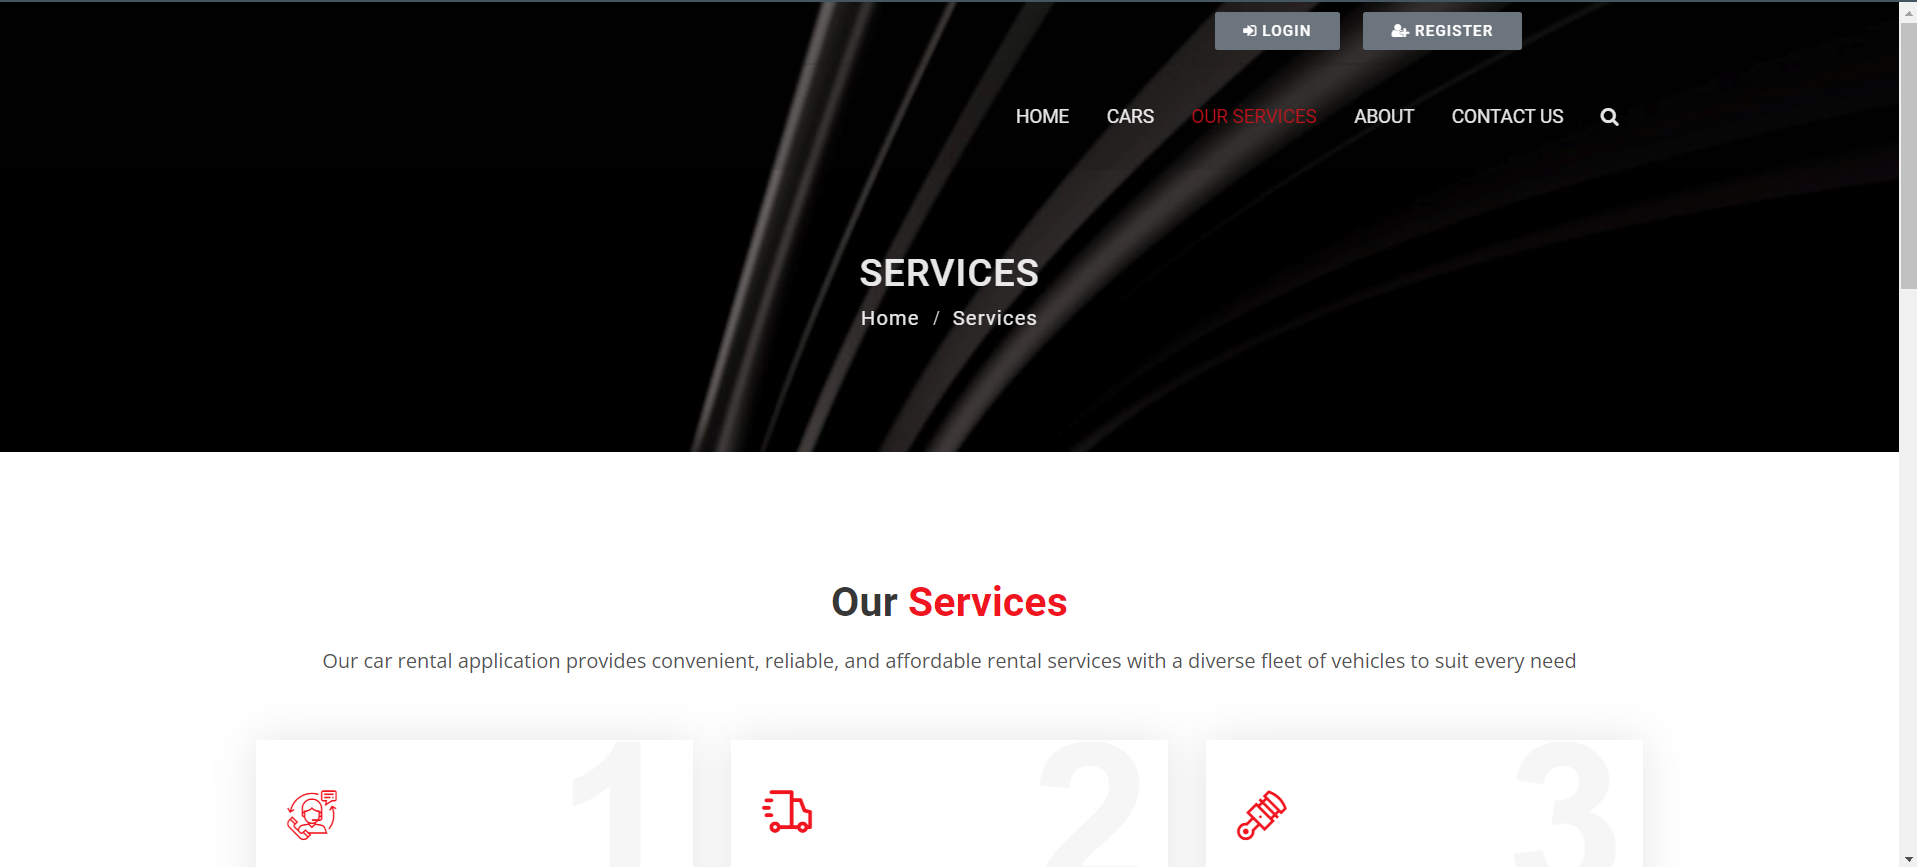 LOGIN REGISTER
HOME CARS OUR SERVICES ABOUT CONTACT US
SERVICES
Home / Services
Our Services
Our car rental application provides convenient, reliable, and affordable rental services with a diverse fleet of vehicles to suit every need
1 2 3